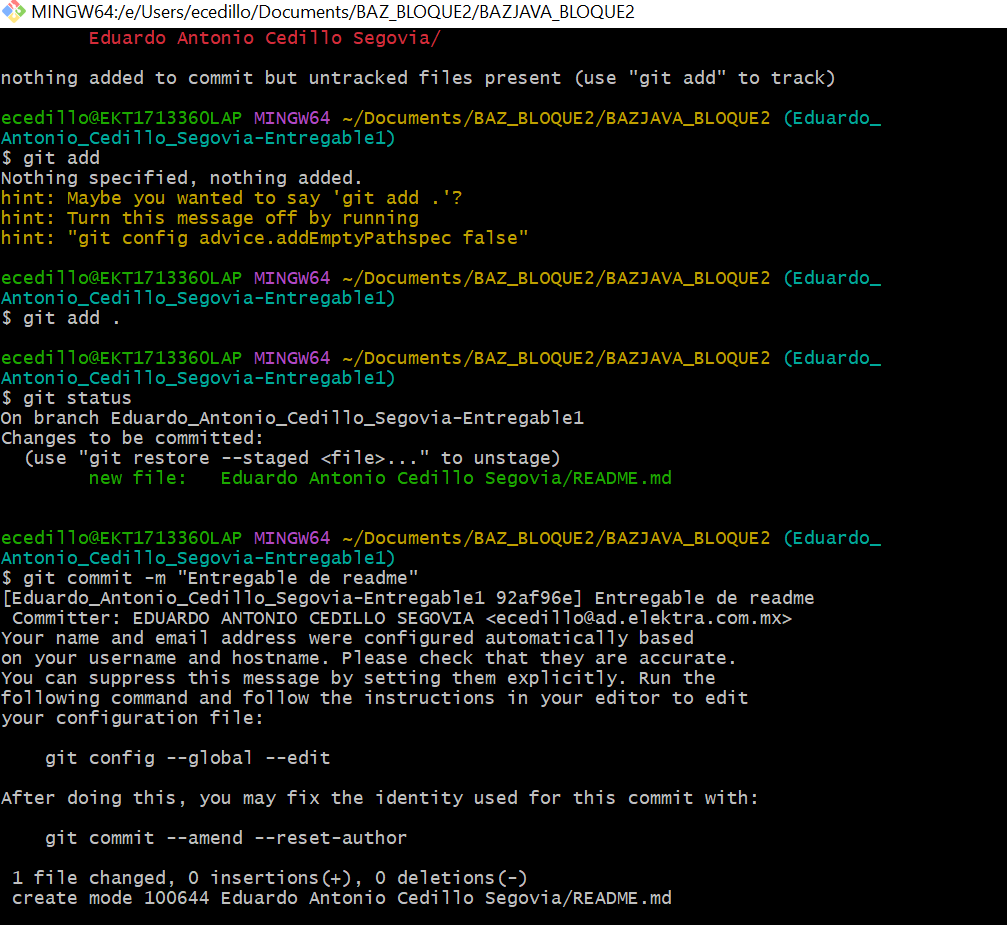 MINGW64:/e/Users/ecedillo/Documents/BAZ_BLOQUE2/BAZJAVA_BLOQUE2
Eduardo Antonio Cedillo Segovia/
nothing added to commit but untracked files present (use "git add" to track)
ecedillo@EKT1713360LAP MINGW64 ~/Documents/BAZ_BLOQUE2/BAZJAVA_BLOQUE2 (Eduardo_
Antonio_Cedillo_Segovia-Entregable1)
$ git add
Nothing specified, nothing added.
hint: Maybe you wanted to say 'git add .'?
hint: Turn this message off by running
hint: "git config advice.addEmptyPathspec false"
ecedillo@EKT1713360LAP MINGW64 ~/Documents/BAZ_BLOQUE2/BAZJAVA_BLOQUE2 (Eduardo_
Antonio_Cedillo_Segovia-Entregable1)
$ git add .
ecedillo@EKT1713360LAP MINGW64 ~/Documents/BAZ_BLOQUE2/BAZJAVA_BLOQUE2 (Eduardo_
Antonio_Cedillo_Segovia-Entregable1)
$ git status
On branch Eduardo_Antonio_Cedillo_Segovia-Entregable1
Changes to be committed:
  (use "git restore --staged <file>..." to unstage)
        new file:   Eduardo Antonio Cedillo Segovia/README.md
ecedillo@EKT1713360LAP MINGW64 ~/Documents/BAZ_BLOQUE2/BAZJAVA_BLOQUE2 (Eduardo_
Antonio_Cedillo_Segovia-Entregable1)
$ git commit -m "Entregable de readme"
[Eduardo_Antonio_Cedillo_Segovia-Entregable1 92af96e] Entregable de readme
 Committer: EDUARDO ANTONIO CEDILLO SEGOVIA <ecedillo@ad.elektra.com.mx>
Your name and email address were configured automatically based
on your username and hostname. Please check that they are accurate.
You can suppress this message by setting them explicitly. Run the
following command and follow the instructions in your editor to edit
your configuration file:
    git config --global --edit
After doing this, you may fix the identity used for this commit with:
    git commit --amend --reset-author
 1 file changed, 0 insertions(+), 0 deletions(-)
 create mode 100644 Eduardo Antonio Cedillo Segovia/README.md